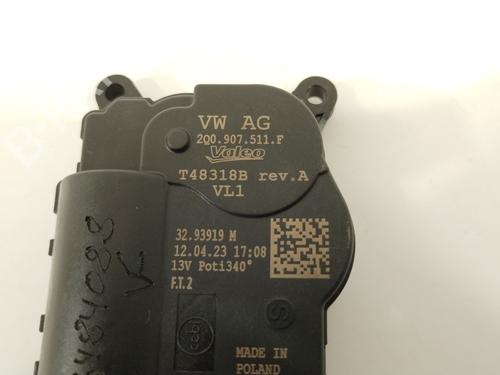 VW AG
2Q0.907.511.F
Valeo
T48318B rev.A
VL1
32.93919 M
12.04.23 17:08
13V Poti340°
F.T.2
cabi
S
MADE IN
POLAND